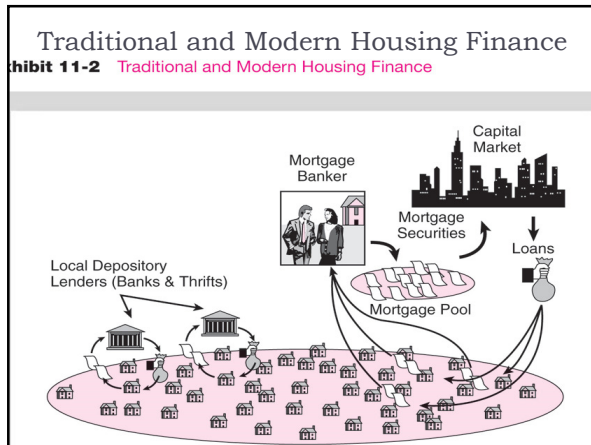 Traditional and Modern Housing Finance
hibit 11-2 Traditional and Modern Housing Finance
Capital
Market
Mortgage
Banker
Mortgage
Securities
Loans
Local Depository
Lenders (Banks & Thrifts)
Mortgage Pool